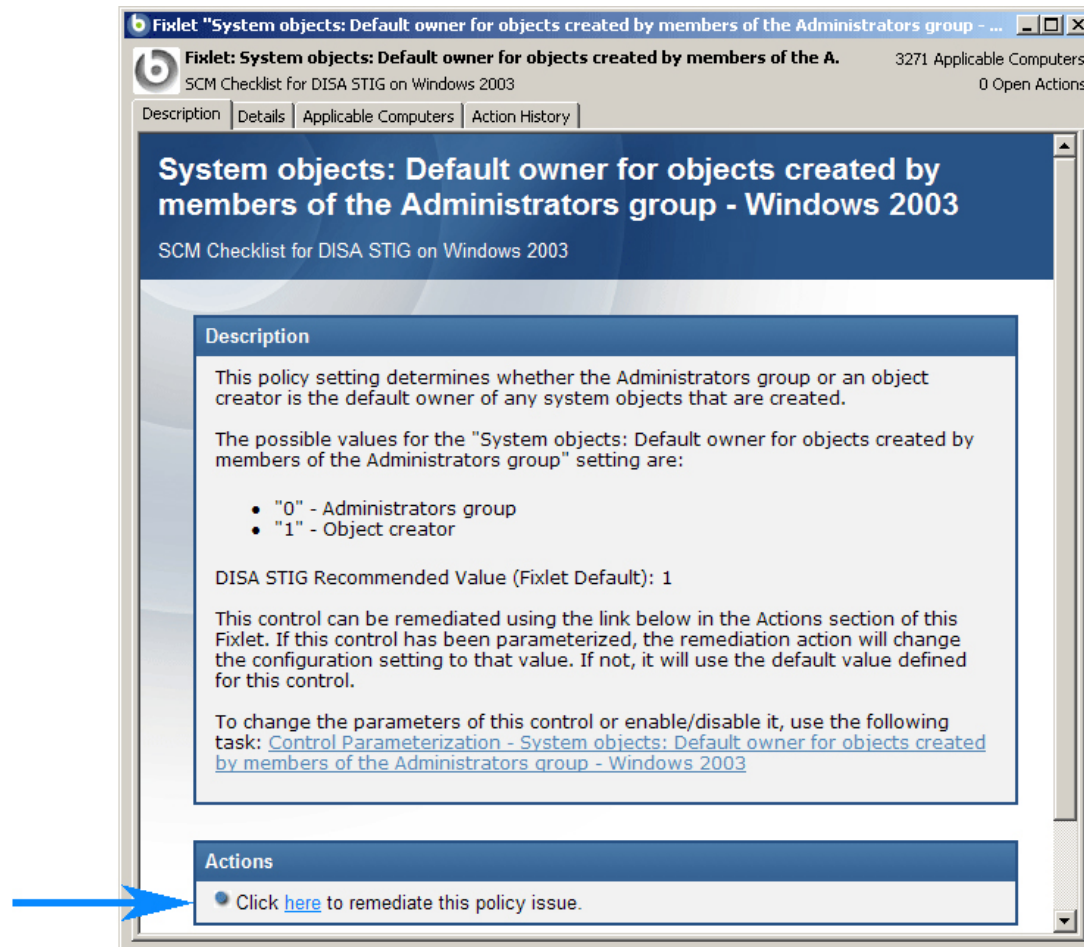 Fixlet "System objects: Default owner for objects created by members of the Administrators group - ...
Fixlet: System objects: Default owner for objects created by members of the A.
3271 Applicable Computers
SCM Checklist for DISA STIG on Windows 2003
0 Open Actions
Description
Details
Applicable Computers
Action History
System objects: Default owner for objects created by
members of the Administrators group - Windows 2003
SCM Checklist for DISA STIG on Windows 2003
Description
This policy setting determines whether the Administrators group or an object
creator is the default owner of any system objects that are created.
The possible values for the "System objects: Default owner for objects created by
members of the Administrators group" setting are:
• "0" - Administrators group
• "1" - Object creator
DISA STIG Recommended Value (Fixlet Default): 1
This control can be remediated using the link below in the Actions section of this
Fixlet. If this control has been parameterized, the remediation action will change
the configuration setting to that value. If not, it will use the default value defined
for this control.
To change the parameters of this control or enable/disable it, use the following
task: Control Parameterization - System objects: Default owner for objects created
by members of the Administrators group - Windows 2003
Actions
Click here to remediate this policy issue.